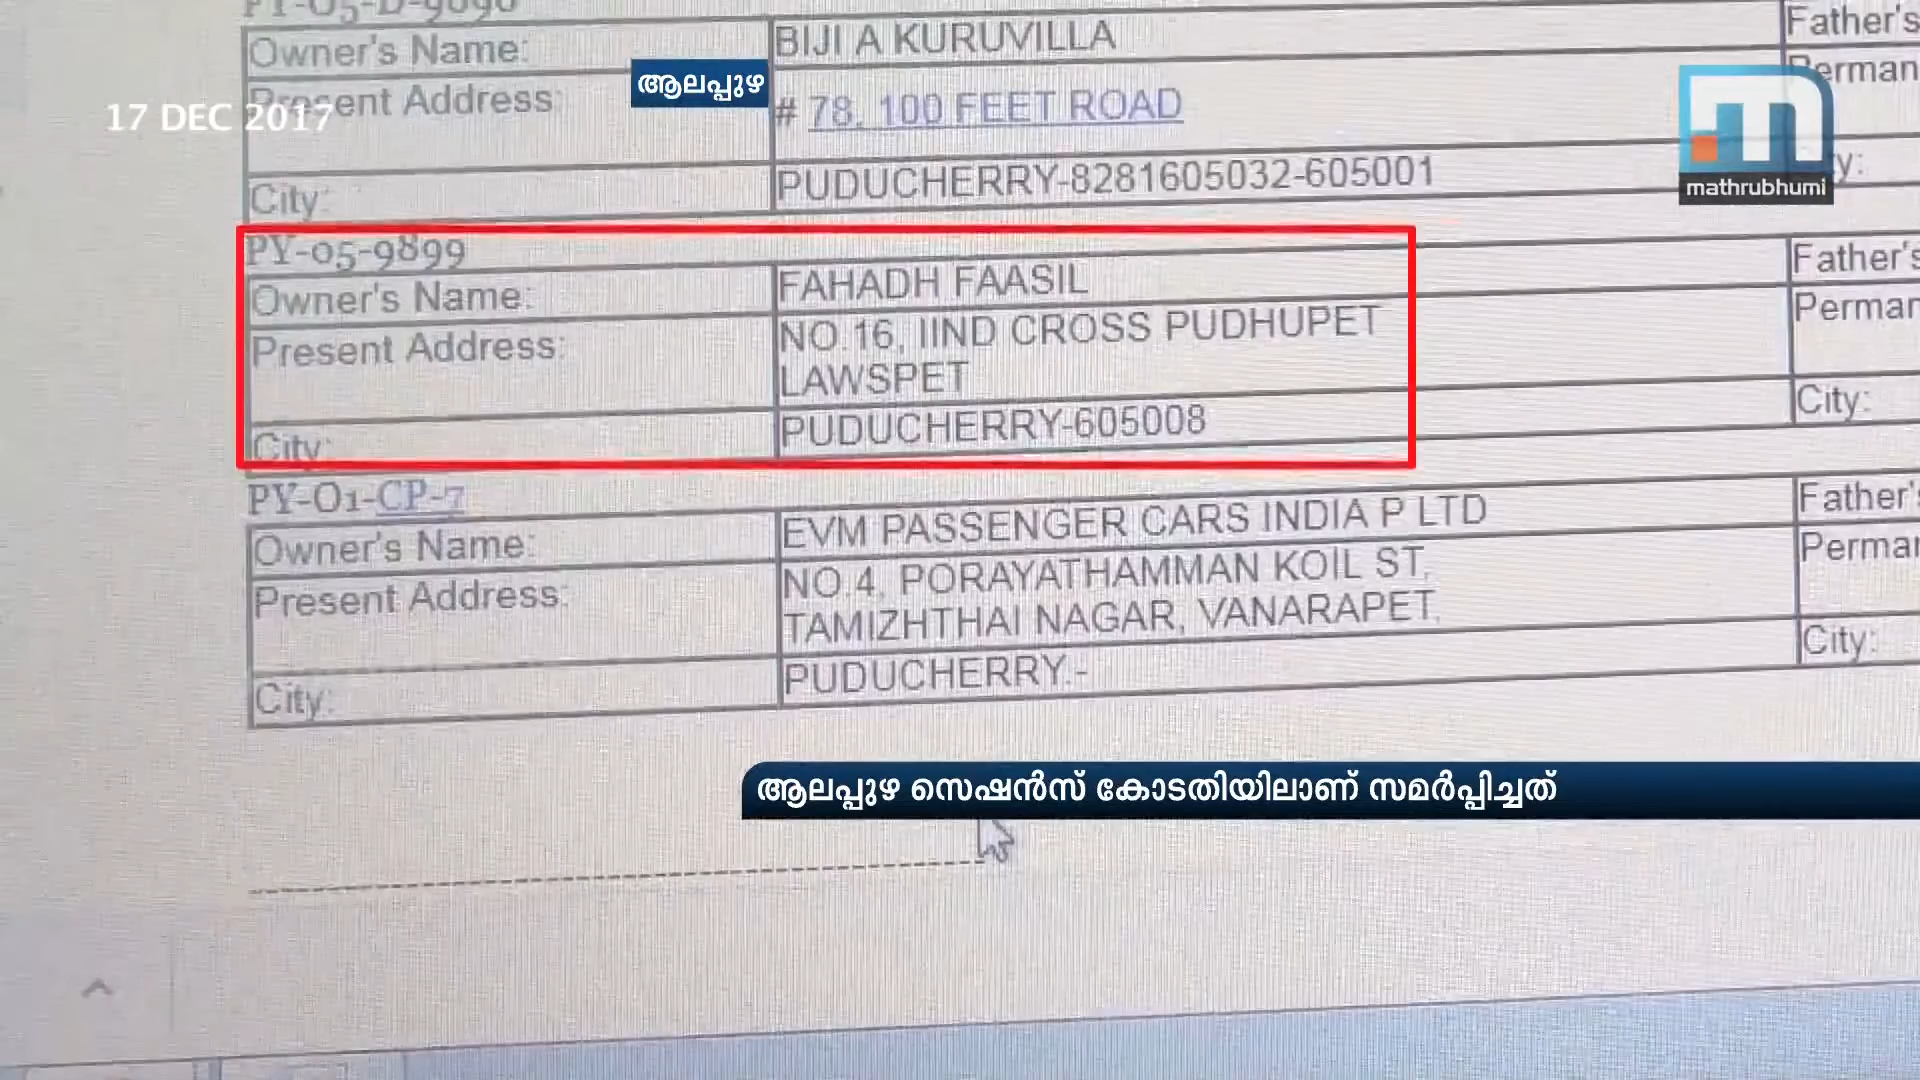 PY-05-D-9696
Owner's Name: BIJI A KURUVILLA Father's
ആലപ്പുഴ
17 DEC 2017
Present Address: # 78, 100 FEET ROAD
mathrubhumi
City: PUDUCHERRY-8281605032-605001
PY-05-9899
Owner's Name: FAHADH FAASIL Father's
Present Address: NO.16, IIND CROSS PUDHUPET
LAWSPET
City: PUDUCHERRY-605008 City:
PY-01-CP-7
Owner's Name: EVM PASSENGER CARS INDIA P LTD Father's
Present Address: NO.4, PORAYATHAMMAN KOIL ST,
TAMIZHTHAI NAGAR, VANARAPET,
City: PUDUCHERRY.- City:
ആലപ്പുഴ സെഷൻസ് കോടതിയിലാണ് സമർപ്പിച്ചത്